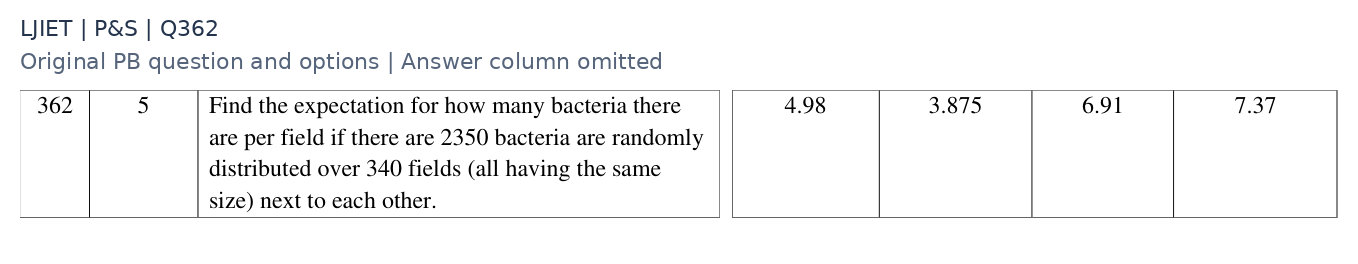 LJIET | P&S | Q362
Original PB question and options | Answer column omitted
362 5 Find the expectation for how many bacteria there 4.98 3.875 6.91 7.37
are per field if there are 2350 bacteria are randomly
distributed over 340 fields (all having the same
size) next to each other.